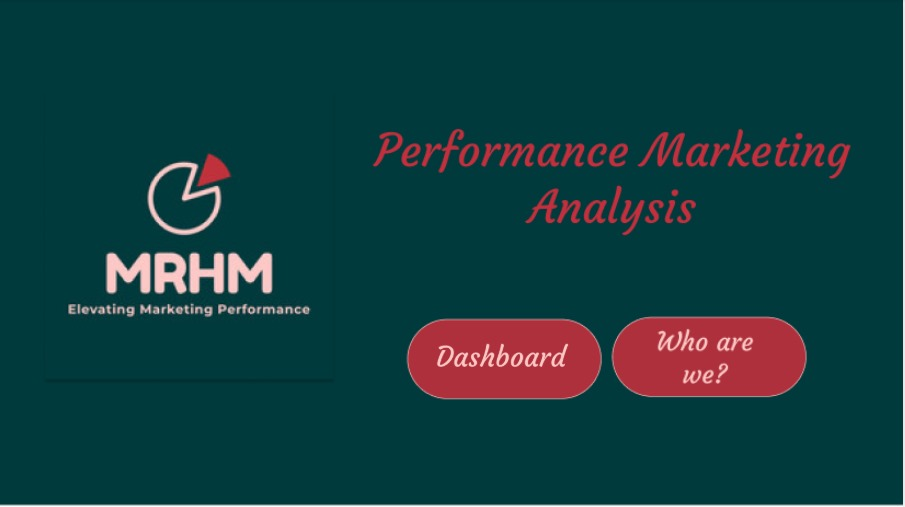 Performance Marketing
Analysis
MRHM
Elevating Marketing Performance
Dashboard
Who are
we?